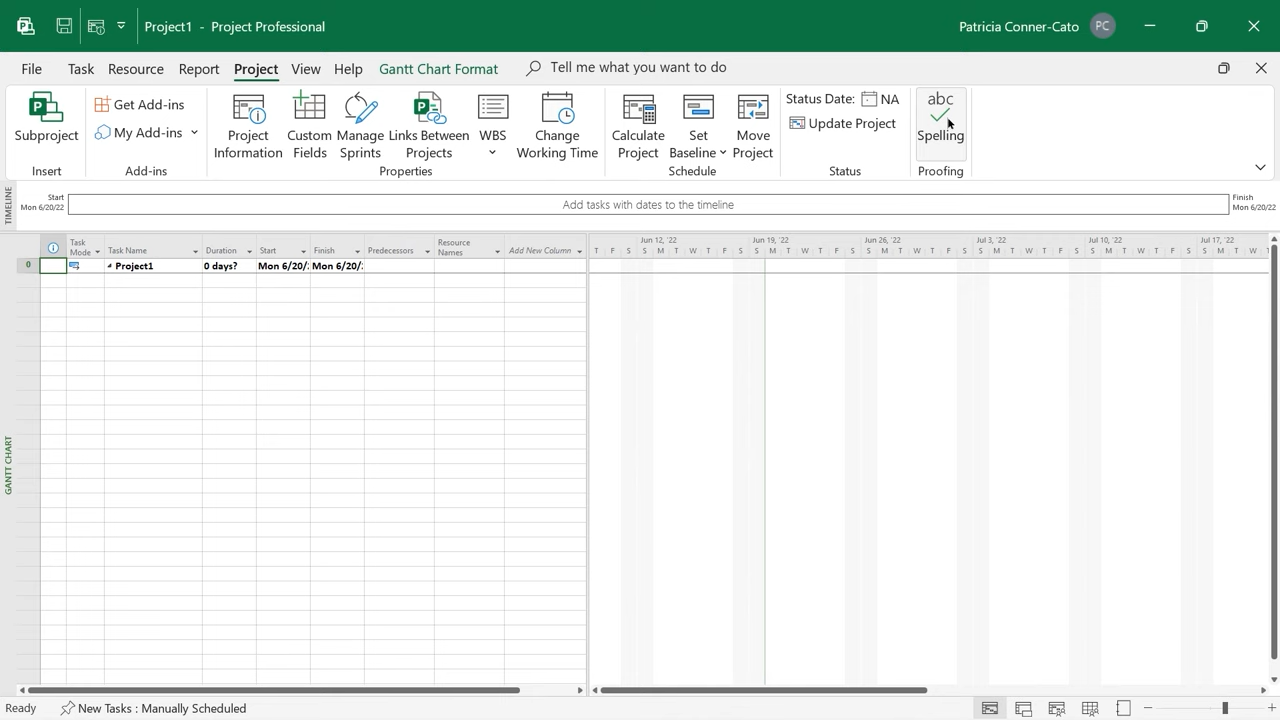 Project1 - Project Professional
Patricia Conner-Cato PC
File Task Resource Report Project View Help Gantt Chart Format Tell me what you want to do
Subproject
Insert
Get Add-ins
My Add-ins
Add-ins
Project
Information
Custom
Fields
Manage
Sprints
Links Between
Projects
WBS
Change
Working Time
Properties
Calculate
Project
Set
Baseline
Move
Project
Schedule
Status Date: NA
Update Project
Status
abc
Spelling
Proofing
TIMELINE
Start
Mon 6/20/22
Add tasks with dates to the timeline
Finish
Mon 6/20/22
Task
Mode
Task Name
Duration
Start
Finish
Predecessors
Resource
Names
Add New Column
Jun 12, '22 Jun 19, '22 Jun 26, '22 Jul 3, '22 Jul 10, '22 Jul 17, '22
T F S S M T W T F S S M T W T F S S M T W T F S S M T W T F S S M T W T F S S M T W
0 Project1 0 days? Mon 6/20/ Mon 6/20/
GANTT CHART
Ready New Tasks : Manually Scheduled